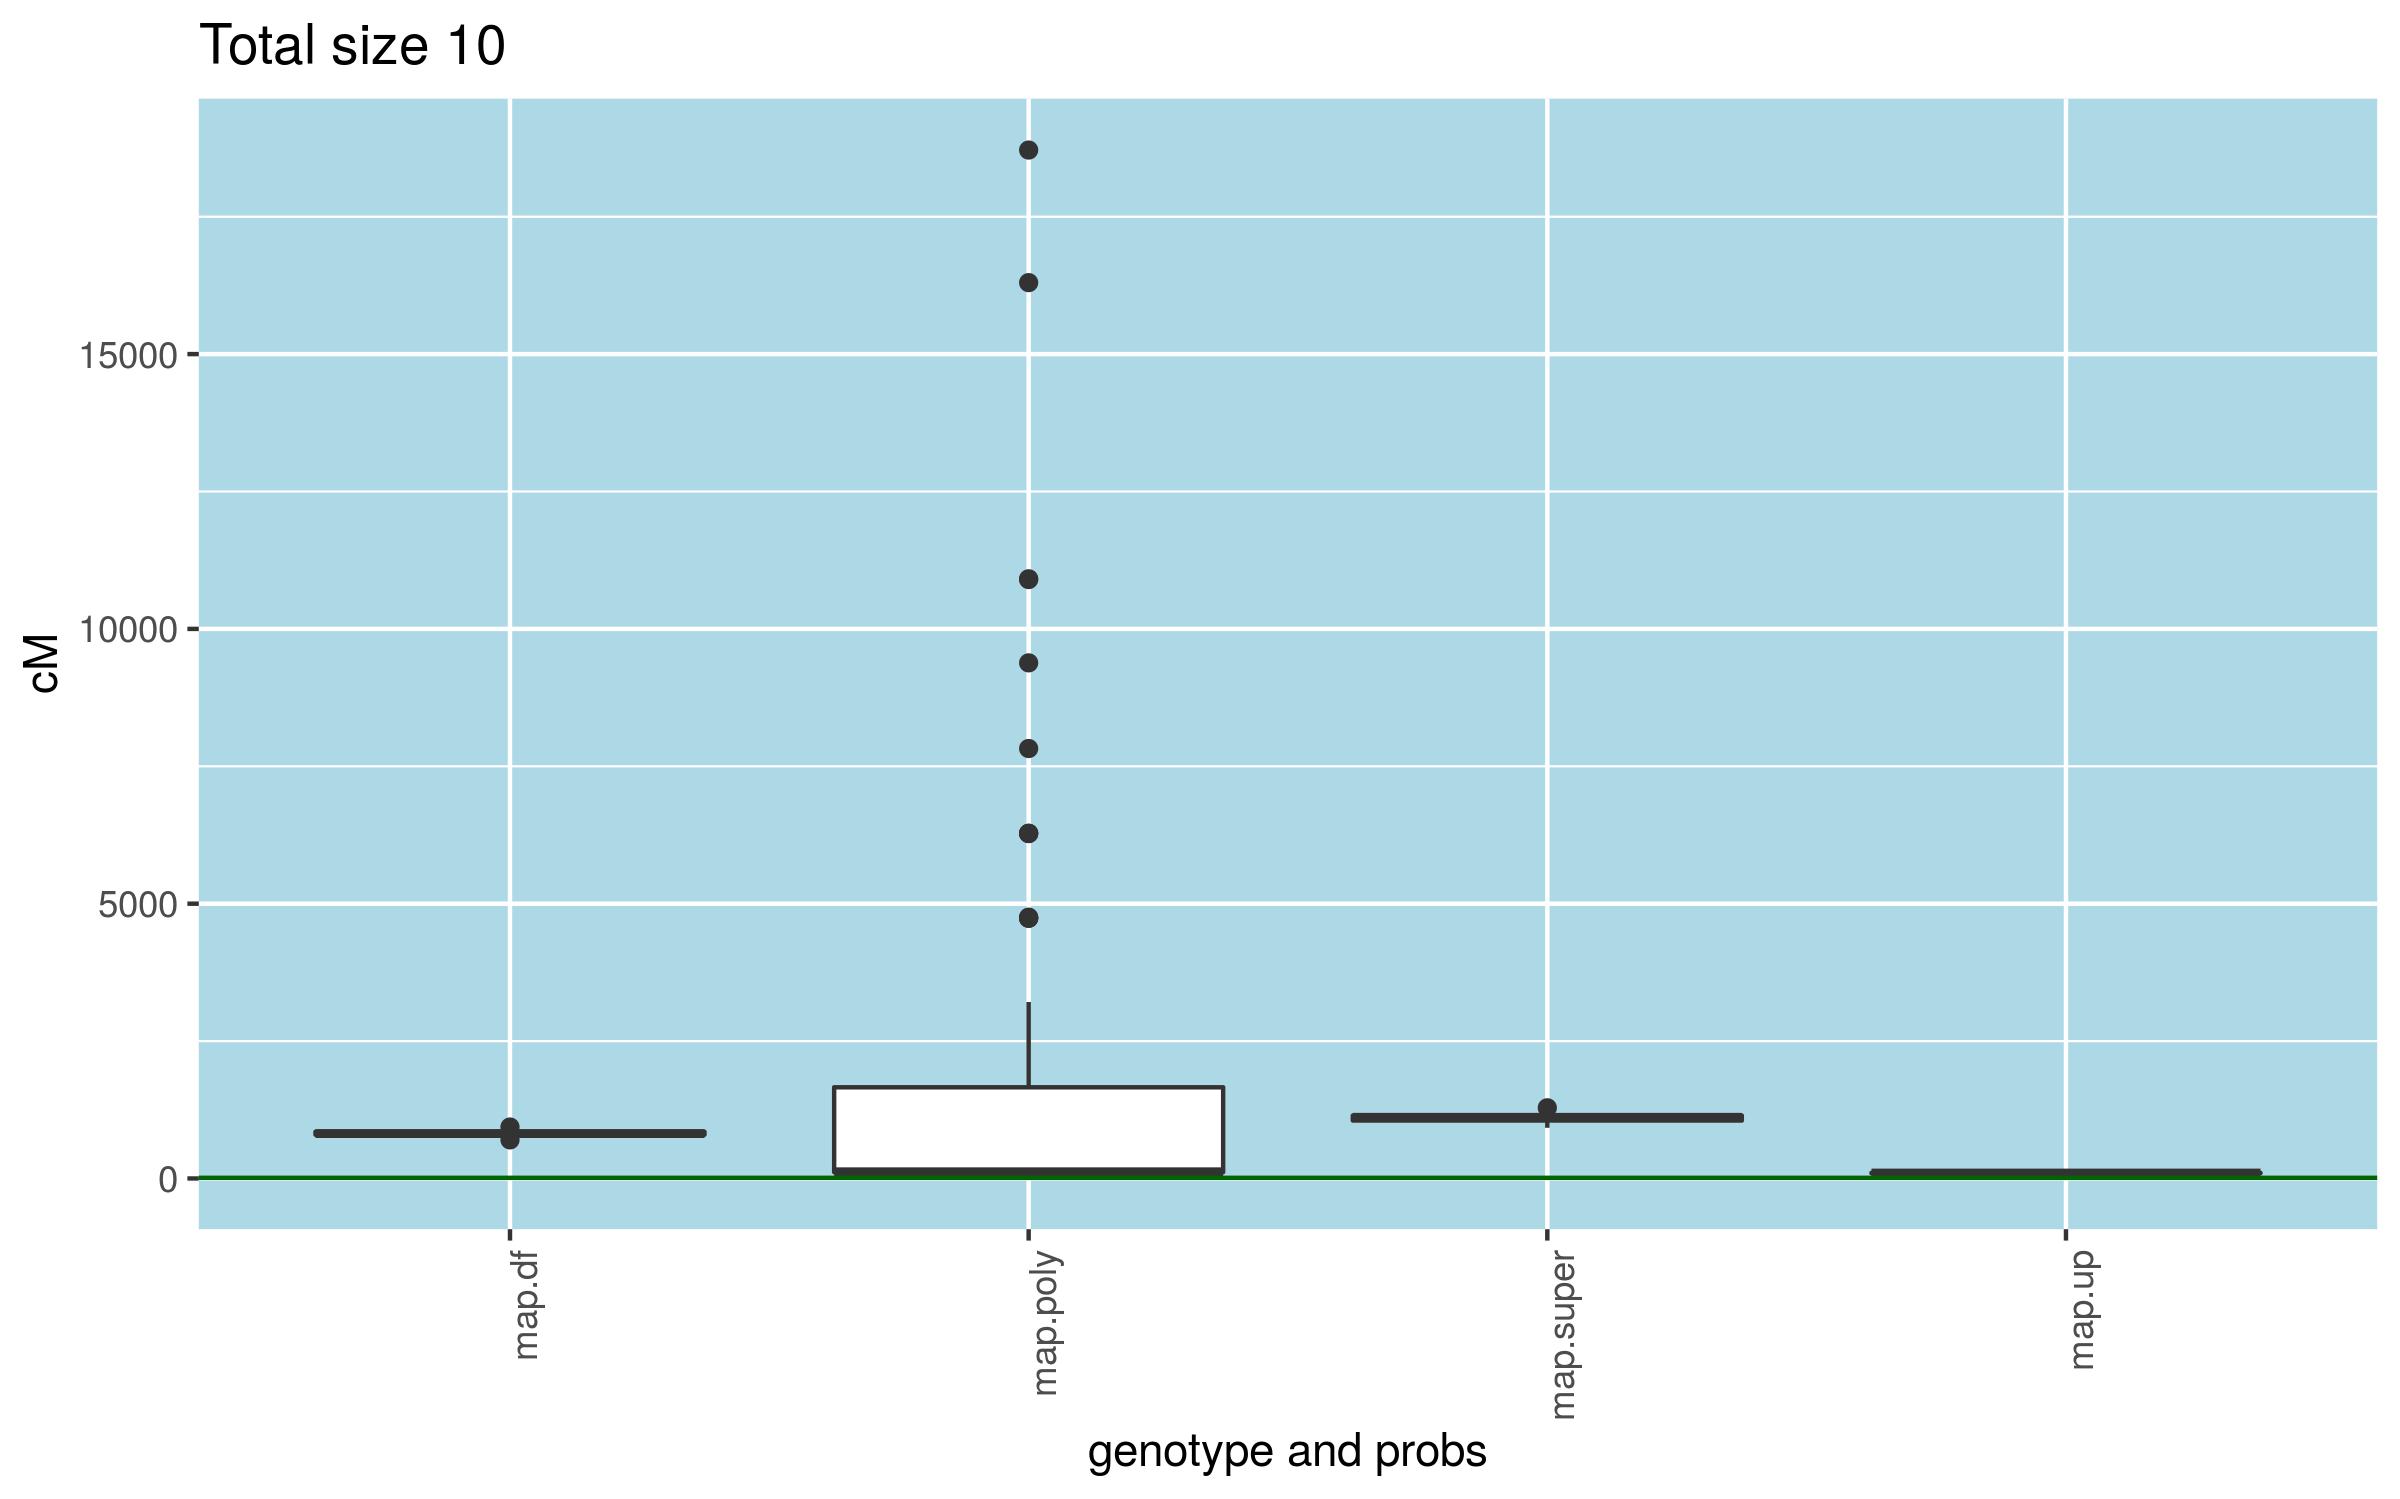 Total size 10
cM
15000
10000
5000
0
map.df
map.poly
map.super
map.up
genotype and probs